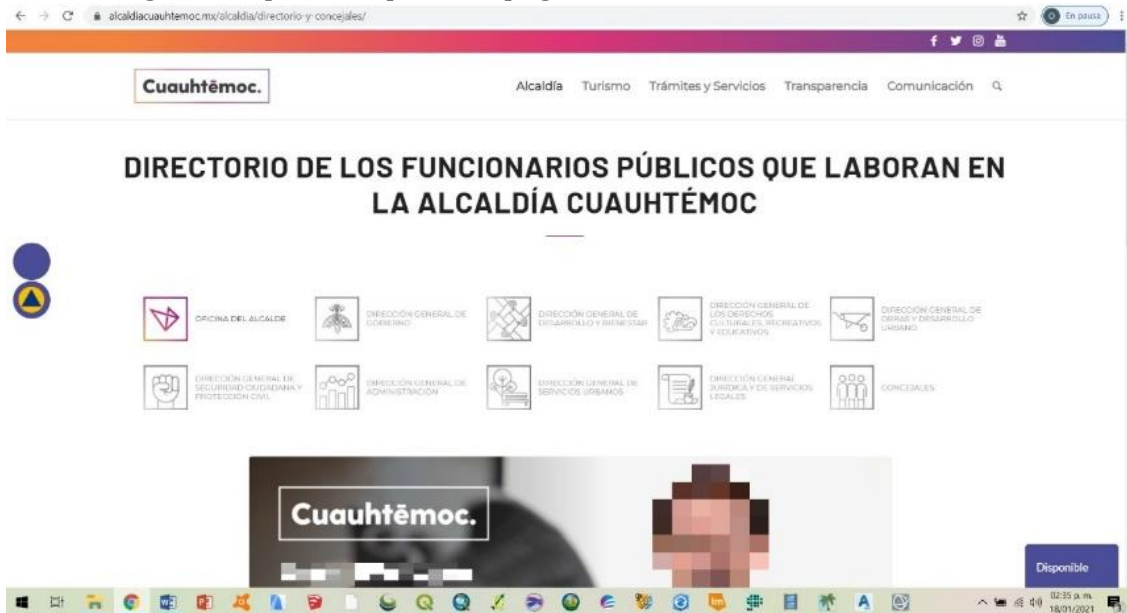 alcaldiacuauhtemoc.mx/alcaldia/directorio-y-concejales/
En pausa
Cuauhtēmoc.
Alcaldía Turismo Trámites y Servicios Transparencia Comunicación
DIRECTORIO DE LOS FUNCIONARIOS PÚBLICOS QUE LABORAN EN
LA ALCALDÍA CUAUHTÉMOC
OFICINA DEL ALCALDE
DIRECCIÓN GENERAL DE
GOBIERNO
DIRECCIÓN GENERAL DE
DESARROLLO Y BIENESTAR
DIRECCIÓN GENERAL DE
LOS DERECHOS
CULTURALES, RECREATIVOS
Y EDUCATIVOS
DIRECCIÓN GENERAL DE
OBRAS Y DESARROLLO
URBANO
DIRECCIÓN GENERAL DE
SEGURIDAD CIUDADANA Y
PROTECCIÓN CIVIL
DIRECCIÓN GENERAL DE
ADMINISTRACIÓN
DIRECCIÓN GENERAL DE
SERVICIOS URBANOS
DIRECCIÓN GENERAL
JURÍDICA Y DE SERVICIOS
LEGALES
CONCEJALES
Cuauhtēmoc.
Disponible
02:35 p. m.
18/01/2021